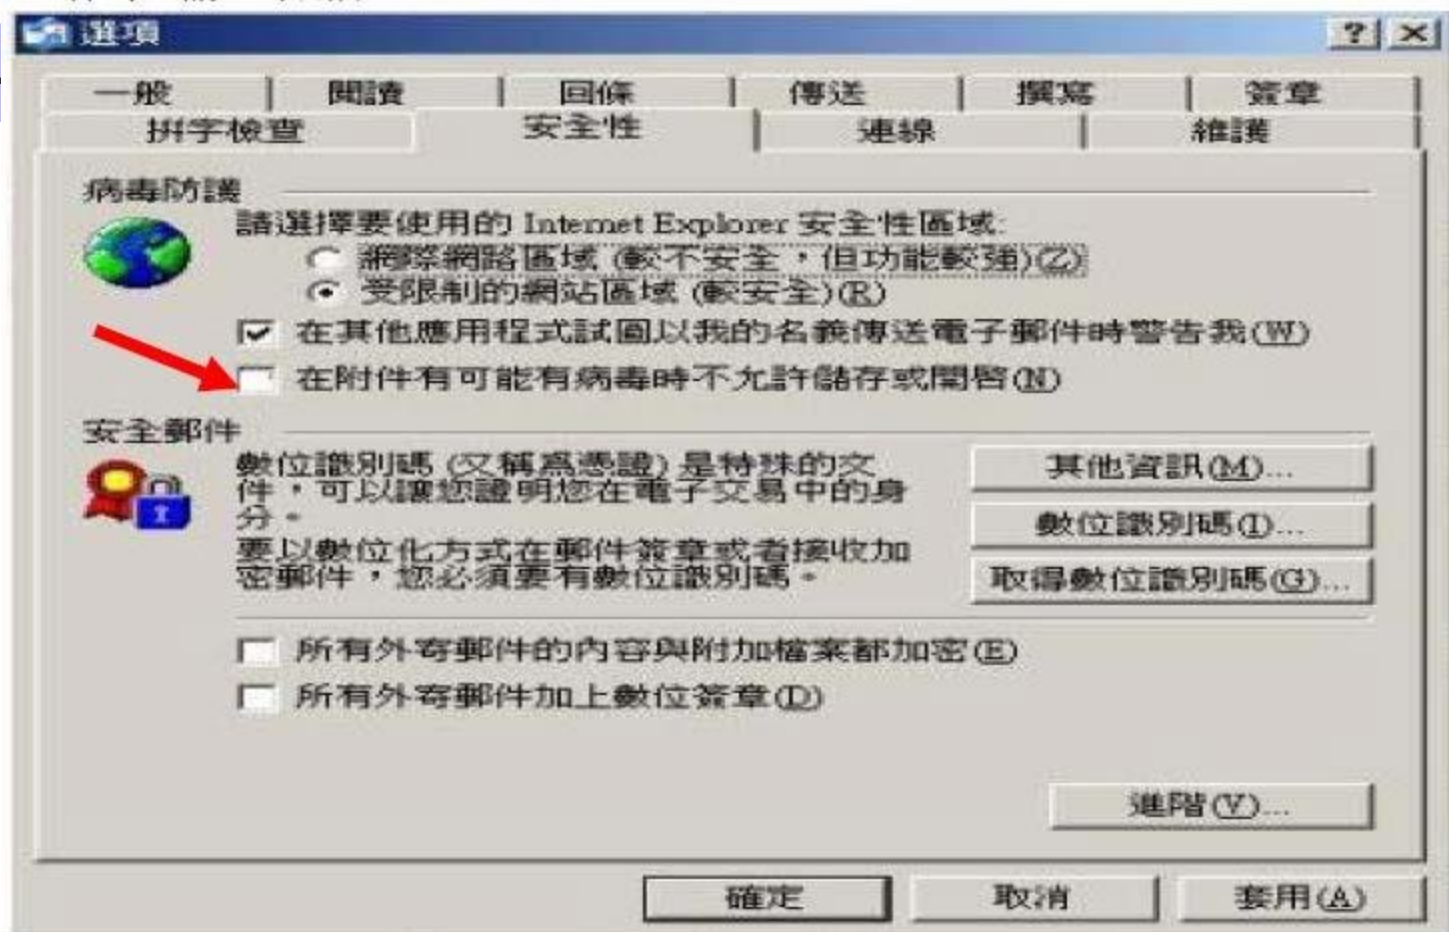 選項
一般 閱讀 回條 傳送 撰寫 簽章
拼字檢查 安全性 連線 維護
病毒防護
請選擇要使用的 Internet Explorer 安全性區域:
網際網路區域 (較不安全，但功能較強)(Z)
受限制的網站區域 (較安全)(R)
在其他應用程式試圖以我的名義傳送電子郵件時警告我(W)
在附件有可能有病毒時不允許儲存或開啓(N)
安全郵件
數位識別碼 (又稱爲憑證) 是特殊的文
件，可以讓您證明您在電子交易中的身
分。
要以數位化方式在郵件簽章或者接收加
密郵件，您必須要有數位識別碼。
其他資訊(M)...
數位識別碼(I)...
取得數位識別碼(G)...
所有外寄郵件的內容與附加檔案都加密(E)
所有外寄郵件加上數位簽章(D)
進階(V)...
確定 取消 套用(A)